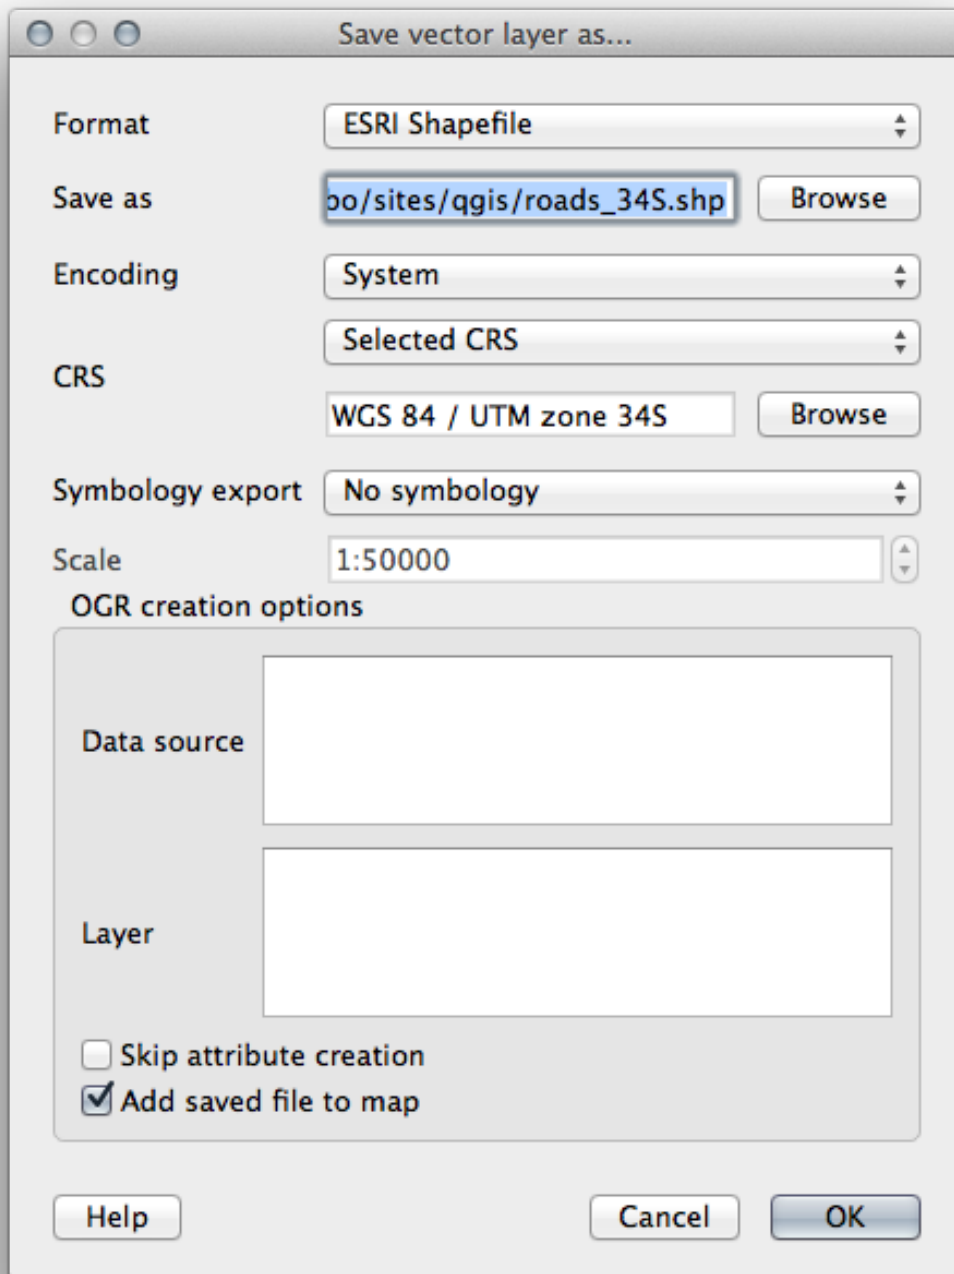 Save vector layer as...
Format ESRI Shapefile
Save as /sites/qgis/roads_34S.shp Browse
Encoding System
Selected CRS
CRS
WGS 84 / UTM zone 34S Browse
Symbology export No symbology
Scale 1:50000
OGR creation options
Data source
Layer
Skip attribute creation
Add saved file to map
Help Cancel OK